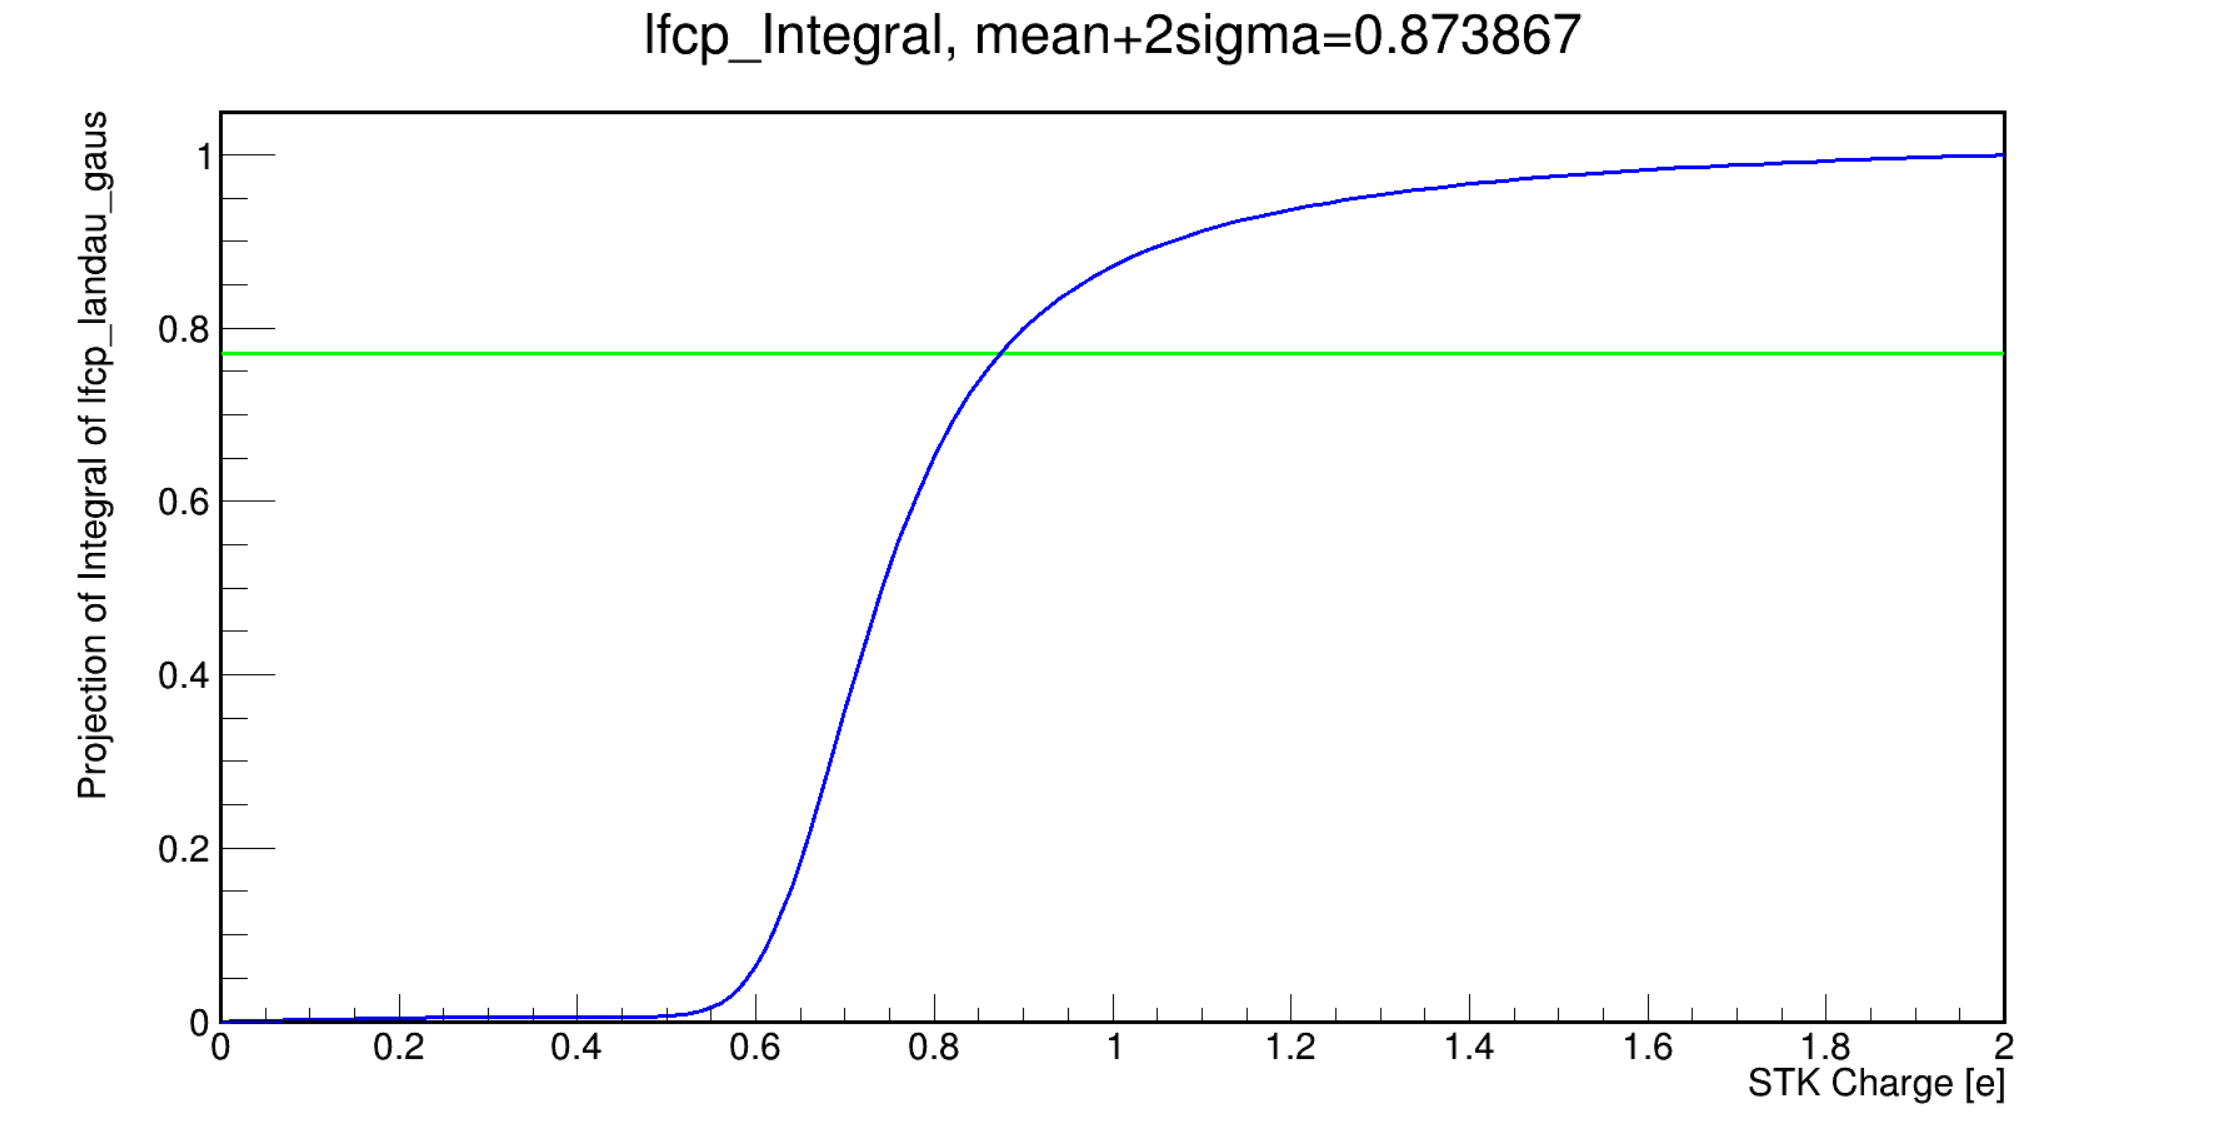 lfcp_Integral, mean+2sigma=0.873867
Projection of Integral of lfcp_landau_gaus
1
0.8
0.6
0.4
0.2
0
0 0.2 0.4 0.6 0.8 1 1.2 1.4 1.6 1.8 2
STK Charge [e]